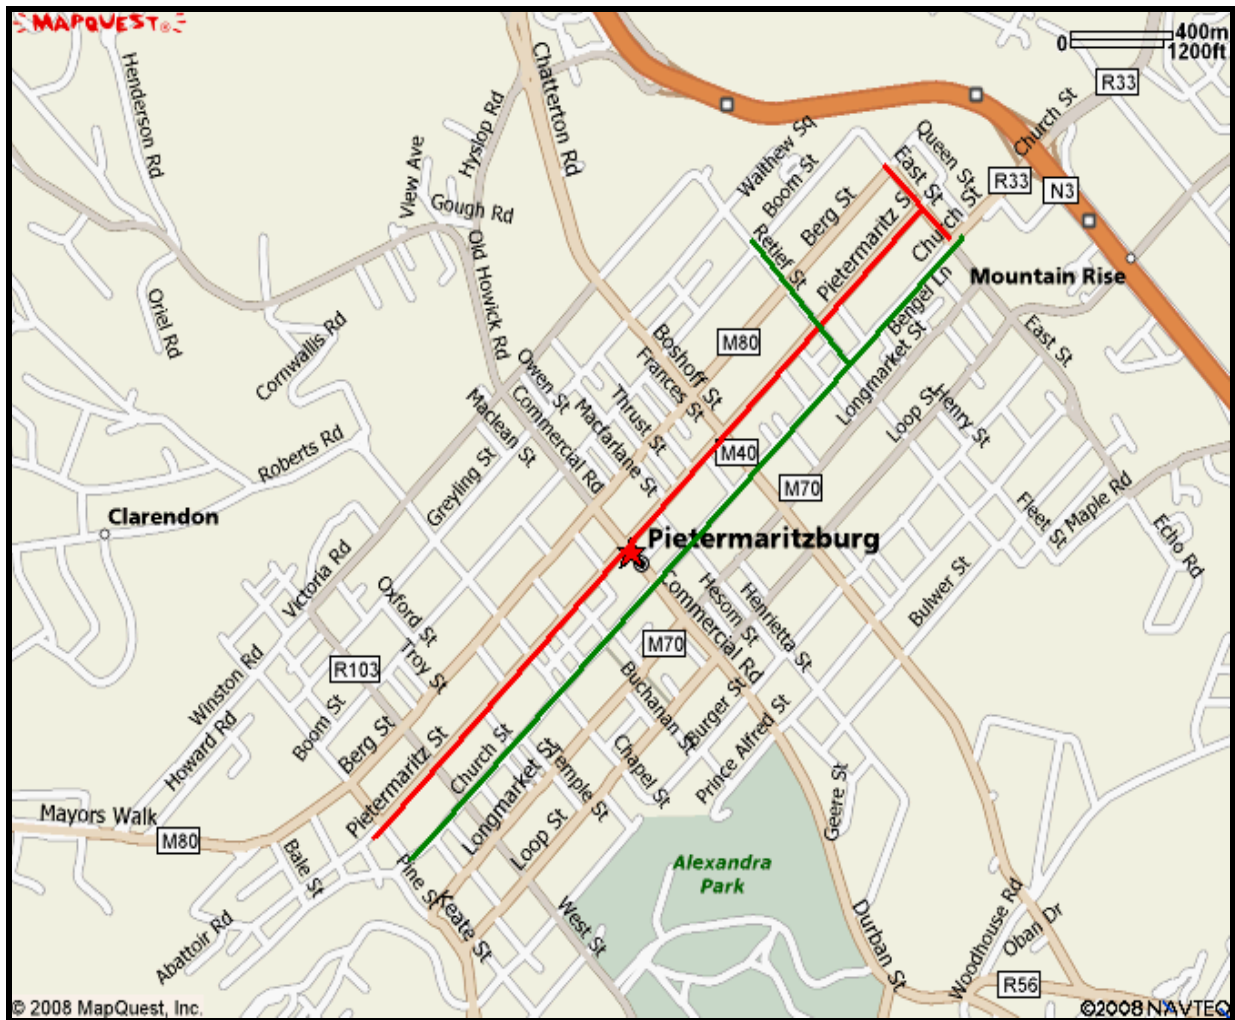 MAPQUEST®
400m
0
1200ft
R33
Henderson Rd
Chatterton Rd
Church St
Queen St
Walthew Sq
Hyslop Rd
East St
R33
N3
View Ave
Boom St
Berg St
Gough Rd
Pietermaritz S
Church St
Retief St
Old Howick Rd
Mountain Rise
Oriel Rd
Bengel Ln
Cornwallis Rd
M80
Boshoff St
East St
Owen St
Frances St
Longmarket St
Commercial Rd
Thrust St
Maclean St
Macfarlane St
Loop St
Henry St
Roberts Rd
Greyling St
M40
M70
Maple Rd
Clarendon
Fleet St
Pietermaritzburg
Echo Rd
Victoria Rd
Oxford St
Commercial Rd
Hesom St
Henrietta St
Bulwer St
Troy St
M70
R103
Winston Rd
Buchanan St
Burger St
Prince Alfred St
Boom St
Howard Rd
Berg St
Pietermaritz St
Church St
Longmarket St
Temple St
Chapel St
Geere St
Mayors Walk
M80
Loop St
Bale St
Alexandra
Park
Pine St
Keate St
Abattoir Rd
West St
Durban St
Woodhouse Rd
Oban Dr
R56
© 2008 MapQuest, Inc.
©2008 NAVTEQ